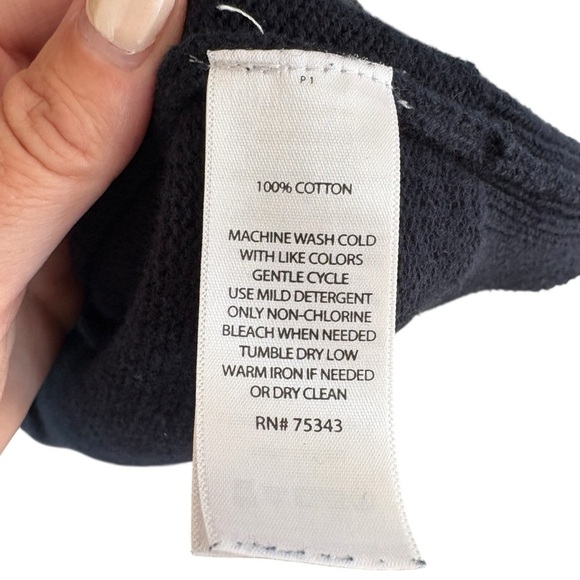 P 1
100% COTTON
MACHINE WASH COLD
WITH LIKE COLORS
GENTLE CYCLE
USE MILD DETERGENT
ONLY NON-CHLORINE
BLEACH WHEN NEEDED
TUMBLE DRY LOW
WARM IRON IF NEEDED
OR DRY CLEAN
RN# 75343